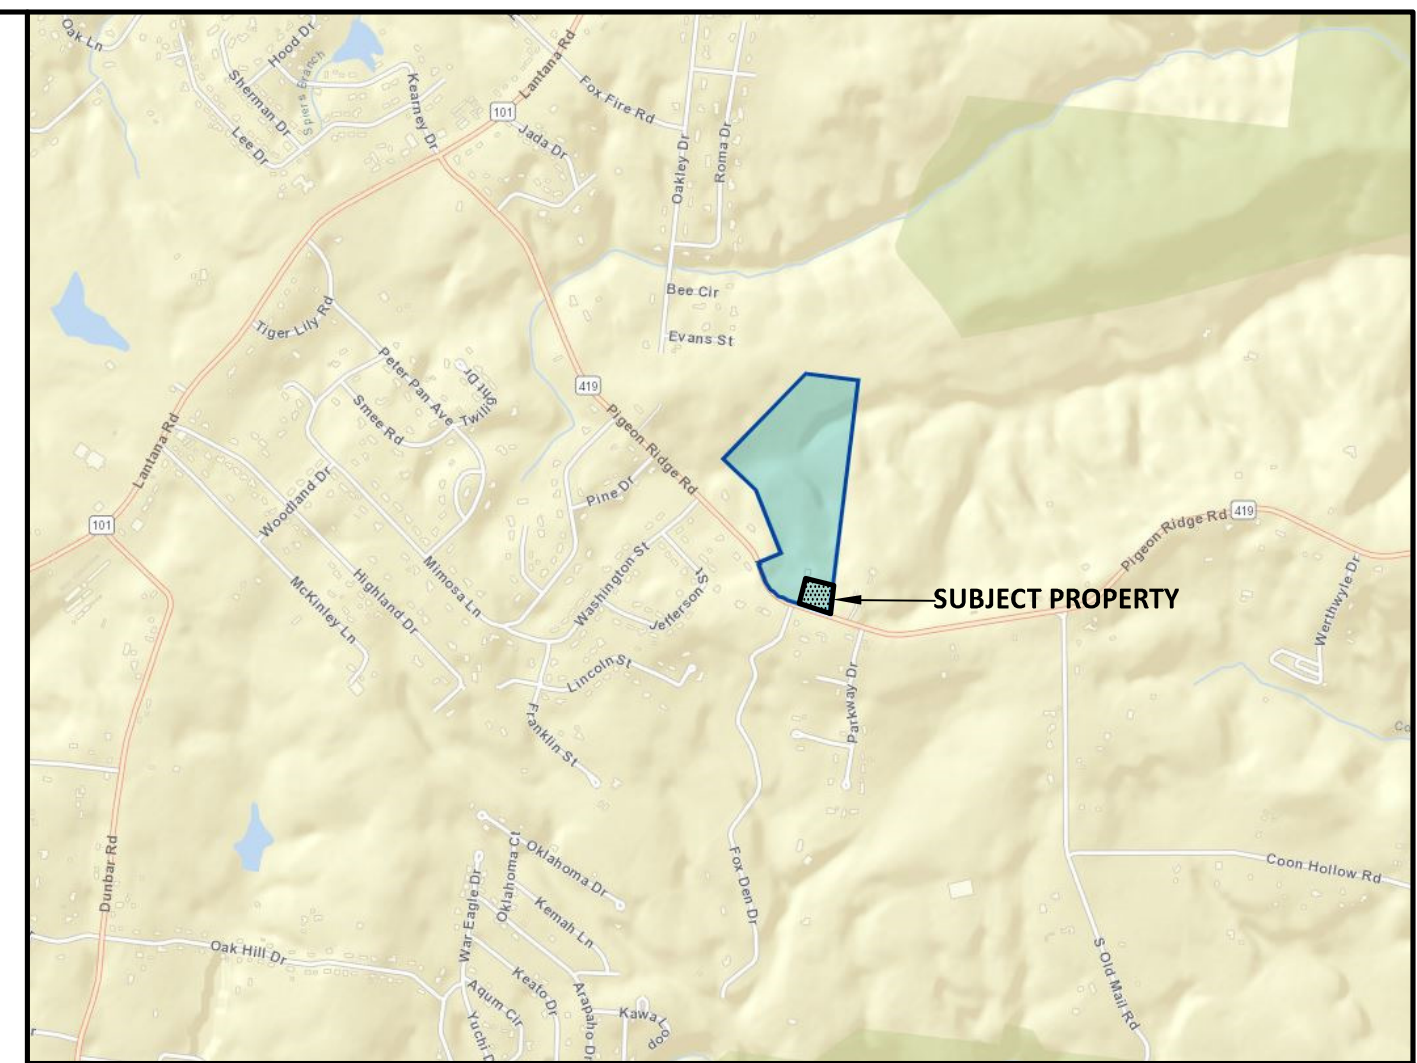 Oak Ln
Hood Dr
Sherman Dr
Spiers Branch
Lee Dr
Kearney Dr
Lantana Rd
101
Jada Dr
Fox Fire Rd
Oakley Dr
Roma Dr
Bee Cir
Evans St
Tiger Lily Rd
Peter Pan Ave
Twilight Dr
Smee Rd
419
Pigeon Ridge Rd
Lantana Rd
101
Woodland Dr
Pine Dr
Mimosa Ln
Highland Dr
McKinley Ln
Washington St
Jefferson St
Lincoln St
Franklin St
SUBJECT PROPERTY
Pigeon Ridge Rd
419
Werthwyle Dr
Parkway Dr
Fox Den Dr
Co
Coon Hollow Rd
S Old Mail Rd
Dunbar Rd
Oak Hill Dr
War Eagle Dr
Oklahoma Ct
Oklahoma Dr
Kemah Ln
Keato Dr
Aqum Cir
Yuchi D
Arapaho Dr
Kawa Loop